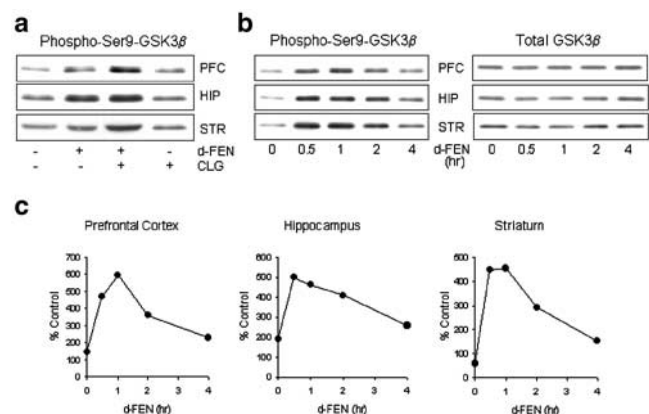 a
Phospho-Ser9-GSK3β
PFC
HIP
STR
- + + - d-FEN
- - + + CLG
b
Phospho-Ser9-GSK3β Total GSK3β
PFC
HIP
STR
0 0.5 1 2 4 d-FEN (hr) 0 0.5 1 2 4
c
Prefrontal Cortex
% Control
700
600
500
400
300
200
100
0
0 1 2 3 4
d-FEN (hr)
Hippocampus
% Control
600
500
400
300
200
100
0
0 1 2 3 4
d-FEN (hr)
Striatum
% Control
600
500
400
300
200
100
0
0 1 2 3 4
d-FEN (hr)